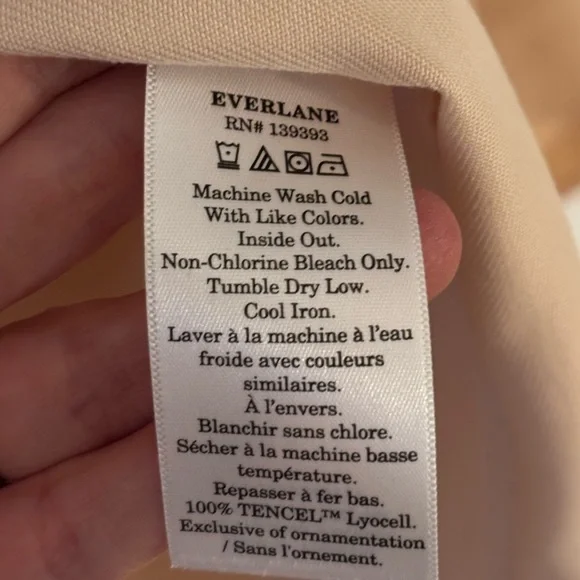 EVERLANE
RN# 139393
Machine Wash Cold
With Like Colors.
Inside Out.
Non-Chlorine Bleach Only.
Tumble Dry Low.
Cool Iron.
Laver à la machine à l'eau
froide avec couleurs
similaires.
À l'envers.
Blanchir sans chlore.
Sécher à la machine basse
température.
Repasser à fer bas.
100% TENCEL™ Lyocell.
Exclusive of ornamentation
/ Sans l'ornement.